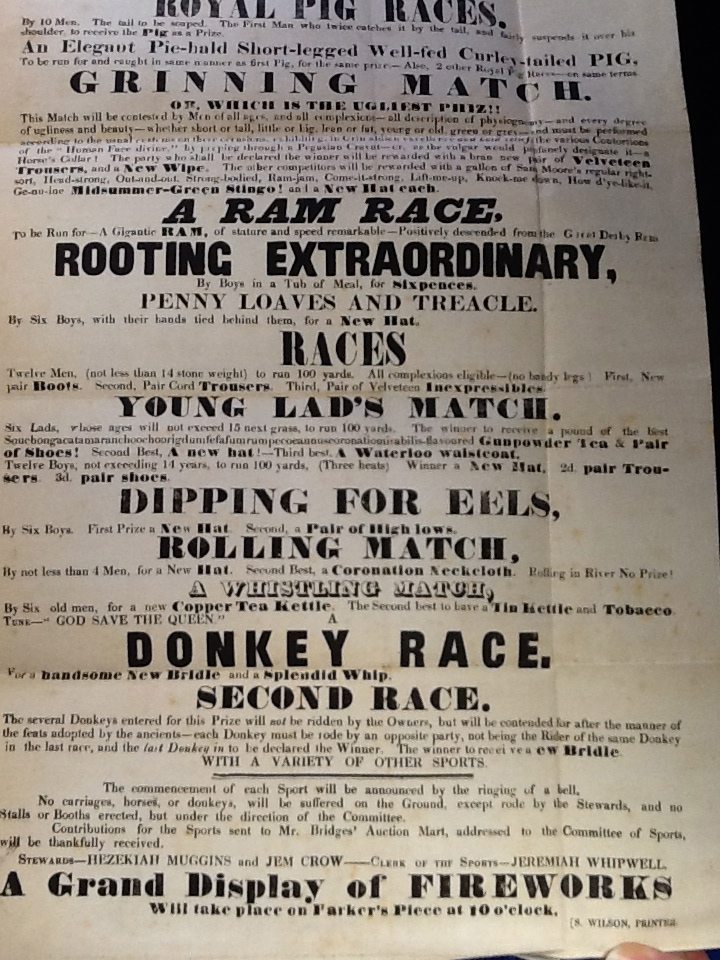 ROYAL PIG RACES.
By 10 Men. The tail to be soaped. The First Man who twice catches it by the tail, and fairly suspends it over his
shoulder, to receive the Pig as a Prize.
An Elegant Pie-bald Short-legged Well-fed Curley-tailed PIG,
To be run for and caught in same manner as first Pig, for the same prize—Also, 2 other Royal Pig Races—on same terms
GRINNING MATCH.
OR, WHICH IS THE UGLIEST PHIZ!!
This Match will be contested by Men of all ages, and all complexions—all description of physiognomy—and every degree
of ugliness and beauty—whether short or tall, little or big, lean or fat, young or old, green or grey—and must be performed
according to the usual customs on these occasions, exhibiting in Grim the various Contortions
of the "Human Face divine," by peeping through a Pegasian Cravat—or, as the vulgar would politely designate it—a
Horse's Collar! The party who shall be declared the winner will be rewarded with a bran new pair of Velveteen
Trousers, and a New Wipe. The other competitors will be rewarded with a gallon of Sam Moore's regular right-
sort, Head-strong, Out-and-out, Strong-bodied, Ram-jam, Come-it-strong, Lift-me-up, Knock-me down, How d'ye-like-it,
Ge-nu-ine Midsummer-Green Stingo! and a New Hat each.
A RAM RACE,
To be Run for—A Gigantic RAM, of stature and speed remarkable—Positively descended from the Great Derby Ram
ROOTING EXTRAORDINARY,
By Boys in a Tub of Meal, for Sixpences.
PENNY LOAVES AND TREACLE.
By Six Boys, with their hands tied behind them, for a New Hat.
RACES
Twelve Men, (not less than 14 stone weight) to run 100 yards. All complexions eligible—(no bandy legs) First, New
pair Boots. Second, Pair Cord Trousers. Third, Pair of Velveteen Inexpressibles.
YOUNG LAD'S MATCH.
Six Lads, whose ages will not exceed 15 next grass, to run 100 yards. The winner to receive a pound of the best
flavoured Gunpowder Tea & Pair
of Shoes! Second Best, A new hat!—Third best, A Waterloo waistcoat.
Twelve Boys, not exceeding 14 years, to run 100 yards, (Three heats) Winner a New Hat, 2d. pair Trou-
sers. 3d. pair shoes.
DIPPING FOR EELS,
By Six Boys. First Prize a New Hat. Second, a Pair of High lows.
ROLLING MATCH,
By not less than 4 Men, for a New Hat. Second Best, a Coronation Neckcloth. Rolling in River No Prize!
A WHISTLING MATCH,
By Six old men, for a new Copper Tea Kettle. The Second best to have a Tin Kettle and Tobacco
TUNE—"GOD SAVE THE QUEEN." A
DONKEY RACE.
For a handsome New Bridle and a Splendid Whip.
SECOND RACE.
The several Donkeys entered for this Prize will not be ridden by the Owners, but will be contended for after the manner of
the feats adopted by the ancients—each Donkey must be rode by an opposite party, not being the Rider of the same Donkey
in the last race, and the last Donkey in to be declared the Winner. The winner to receive a ew Bridle
WITH A VARIETY OF OTHER SPORTS.
The commencement of each Sport will be announced by the ringing of a bell.
No carriages, horses, or donkeys, will be suffered on the Ground, except rode by the Stewards, and no
Stalls or Booths erected, but under the direction of the Committee.
Contributions for the Sports sent to Mr. Bridges' Auction Mart, addressed to the Committee of Sports,
will be thankfully received.
STEWARDS—HEZEKIAH MUGGINS and JEM CROW—CLERK OF THE SPORTS—JEREMIAH WHIPWELL.
A Grand Display of FIREWORKS
Will take place on Parker's Piece at 10 o'clock.
[S. WILSON, PRINTER